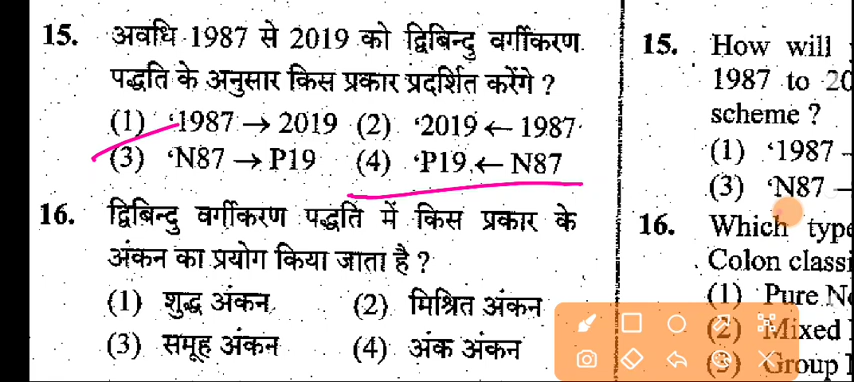 15. अवधि 1987 से 2019 को द्विबिन्दु वर्गीकरण
पद्धति के अनुसार किस प्रकार प्रदर्शित करेंगे ?
(1) ‘1987 → 2019 (2) ‘2019 ← 1987
(3) ‘N87 → P19 (4) ‘P19 ← N87
16. द्विबिन्दु वर्गीकरण पद्धति में किस प्रकार के
अंकन का प्रयोग किया जाता है ?
(1) शुद्ध अंकन (2) मिश्रित अंकन
(3) समूह अंकन (4) अंक अंकन
15. How will
1987 to 20
scheme ?
(1) ‘1987
(3) ‘N87
16. Which type
Colon classi
(1) Pure N
(2) Mixed
(3) Group